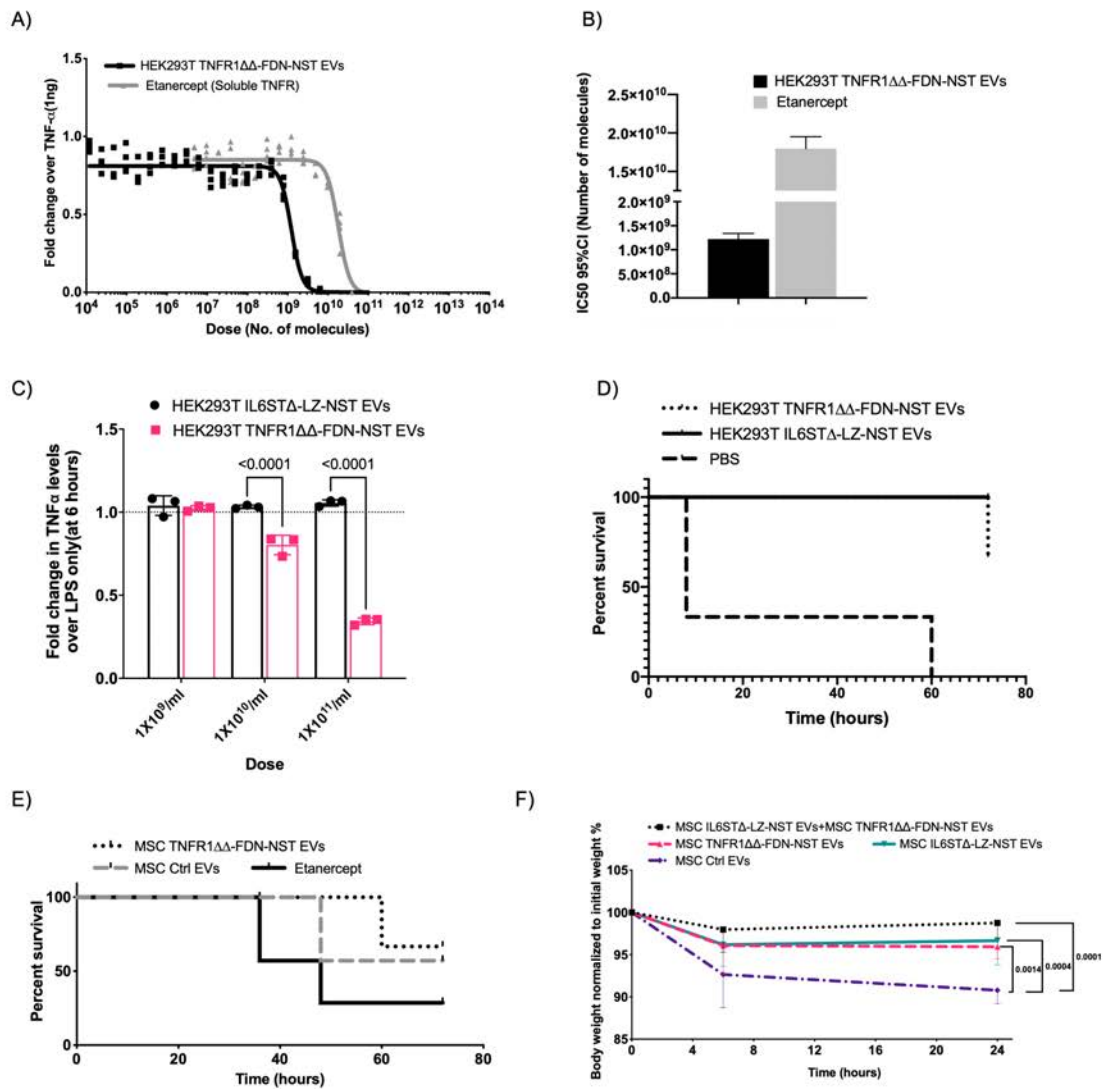 A)
HEK293T TNFR1ΔΔ-FDN-NST EVs
Etanercept (Soluble TNFR)
Fold change over TNF-α(1ng)
1.5
1.0
0.5
0.0
10⁴ 10⁵ 10⁶ 10⁷ 10⁸ 10⁹ 10¹⁰ 10¹¹ 10¹² 10¹³ 10¹⁴
Dose (No. of molecules)
B)
HEK293T TNFR1ΔΔ-FDN-NST EVs
Etanercept
IC50 95%CI (Number of molecules)
2.5×10¹⁰
2.0×10¹⁰
1.5×10¹⁰
1.0×10¹⁰
2.0×10⁹
1.5×10⁹
1.0×10⁹
5.0×10⁸
0.0
C)
HEK293T IL6STΔ-LZ-NST EVs
HEK293T TNFR1ΔΔ-FDN-NST EVs
<0.0001 <0.0001
Fold change in TNFα levels
over LPS only(at 6 hours)
1.5
1.0
0.5
0.0
1X10⁹/ml
1X10¹⁰/ml
1X10¹¹/ml
Dose
D)
HEK293T TNFR1ΔΔ-FDN-NST EVs
HEK293T IL6STΔ-LZ-NST EVs
PBS
Percent survival
100
50
0
0 20 40 60 80
Time (hours)
E)
MSC TNFR1ΔΔ-FDN-NST EVs
MSC Ctrl EVs Etanercept
Percent survival
100
50
0
0 20 40 60 80
Time (hours)
F)
MSC IL6STΔ-LZ-NST EVs+MSC TNFR1ΔΔ-FDN-NST EVs
MSC TNFR1ΔΔ-FDN-NST EVs MSC IL6STΔ-LZ-NST EVs
MSC Ctrl EVs
Body weight normalized to initial weight %
105
100
95
90
85
0.0014
0.0004
0.0001
0 4 8 12 16 20 24
Time (hours)